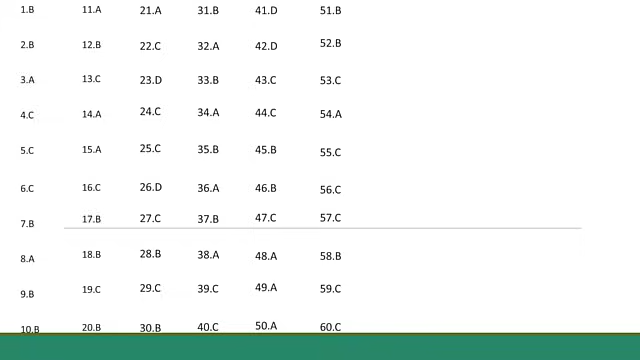 1.B 11.A 21.A 31.B 41.D 51.B
2.B 12.B 22.C 32.A 42.D 52.B
3.A 13.C 23.D 33.B 43.C 53.C
4.C 14.A 24.C 34.A 44.C 54.A
5.C 15.A 25.C 35.B 45.B 55.C
6.C 16.C 26.D 36.A 46.B 56.C
7.B 17.B 27.C 37.B 47.C 57.C
8.A 18.B 28.B 38.A 48.A 58.B
9.B 19.C 29.C 39.C 49.A 59.C
10.B 20.B 30.B 40.C 50.A 60.C